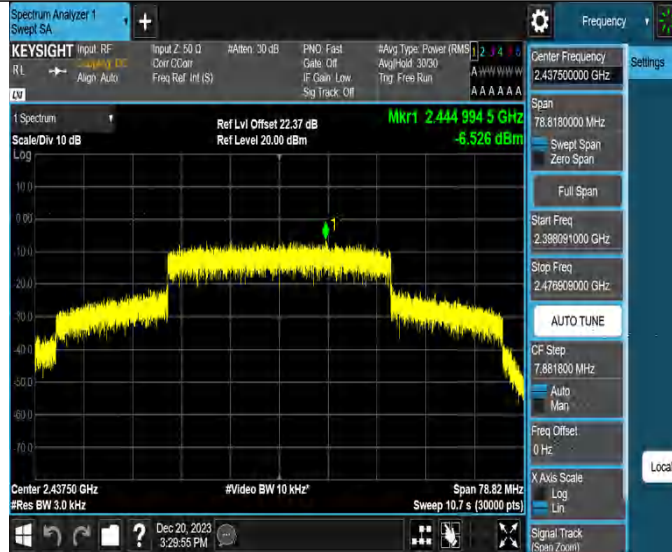 Spectrum Analyzer 1
Swept SA
+
Frequency
KEYSIGHT
Input: RF
Coupling: DC
Align: Auto
Input Z: 50 Ω
Corr CCorr
Freq Ref: Int (S)
#Atten: 30 dB
PNO: Fast
Gate: Off
IF Gain: Low
Sig Track: Off
#Avg Type: Power (RMS
Avg|Hold: 30/30
Trig: Free Run
1 2 3 4 5 6
A W W W W W
A A A A A A
RL
LXI
1 Spectrum
Scale/Div 10 dB
Ref Lvl Offset 22.37 dB
Ref Level 20.00 dBm
Mkr1 2.444 994 5 GHz
-6.526 dBm
Log
10.0
0.00
-10.0
-20.0
-30.0
-40.0
-50.0
-60.0
-70.0
1
Center 2.43750 GHz
#Res BW 3.0 kHz
#Video BW 10 kHz*
Span 78.82 MHz
Sweep 10.7 s (30000 pts)
Dec 20, 2023
3:29:55 PM
?
Center Frequency
2.437500000 GHz
Settings
Span
78.8180000 MHz
Swept Span
Zero Span
Full Span
Start Freq
2.398091000 GHz
Stop Freq
2.476909000 GHz
AUTO TUNE
CF Step
7.881800 MHz
Auto
Man
Freq Offset
0 Hz
X Axis Scale
Log
Lin
Local
Signal Track
(Span Zoom)